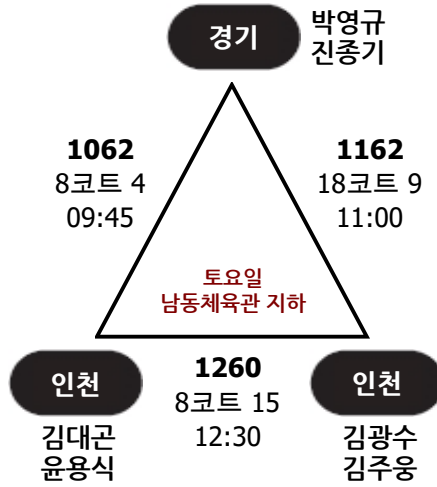 경기
박영규
진종기
1062
8코트 4
09:45
1162
18코트 9
11:00
토요일
남동체육관 지하
인천
김대곤
윤용식
1260
8코트 15
12:30
인천
김광수
김주웅